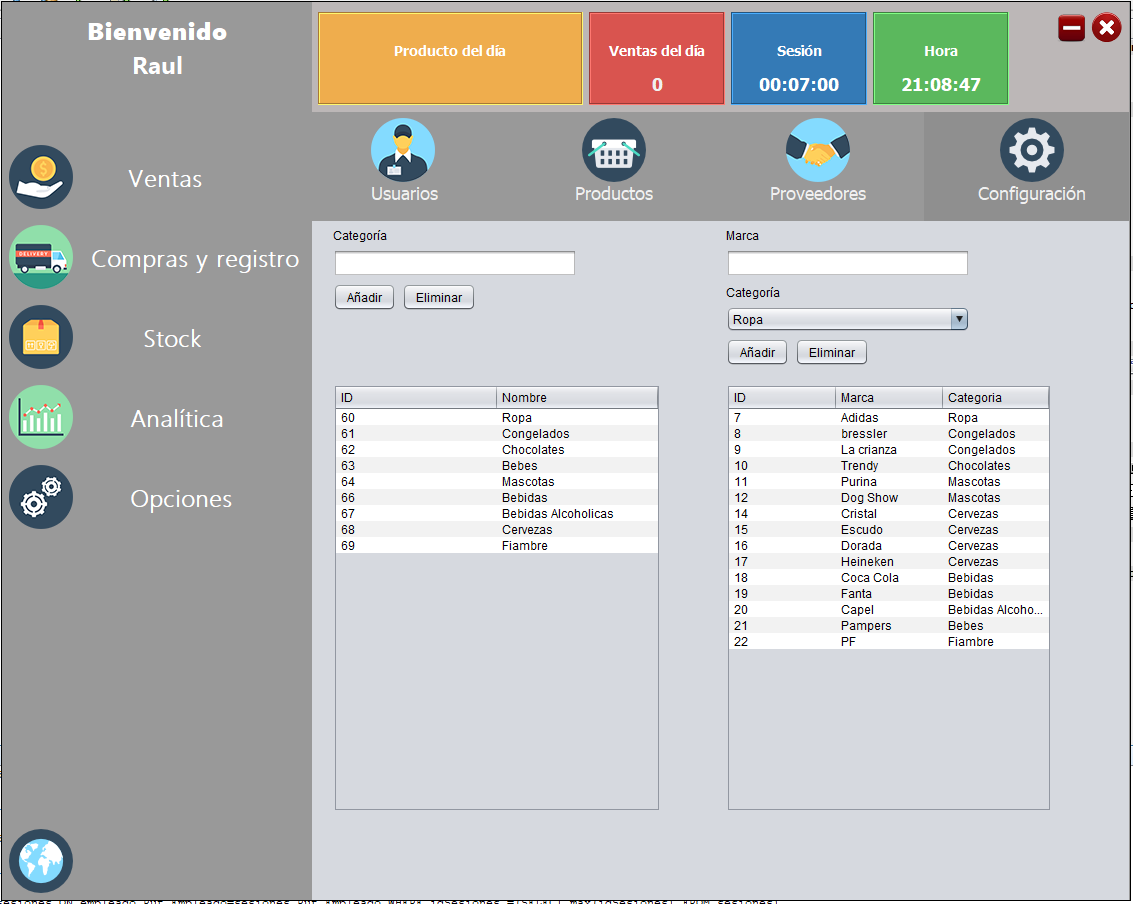 Bienvenido
Raul
Producto del día
Ventas del día
0
Sesión
00:07:00
Hora
21:08:47
Usuarios
Productos
Proveedores
Configuración
Ventas
DELIVERY
Compras y registro
Stock
Analítica
Opciones
Categoría
Añadir
Eliminar
Marca
Categoría
Ropa
Añadir
Eliminar
ID Nombre
60 Ropa
61 Congelados
62 Chocolates
63 Bebes
64 Mascotas
66 Bebidas
67 Bebidas Alcoholicas
68 Cervezas
69 Fiambre
ID Marca Categoria
7 Adidas Ropa
8 bressler Congelados
9 La crianza Congelados
10 Trendy Chocolates
11 Purina Mascotas
12 Dog Show Mascotas
14 Cristal Cervezas
15 Escudo Cervezas
16 Dorada Cervezas
17 Heineken Cervezas
18 Coca Cola Bebidas
19 Fanta Bebidas
20 Capel Bebidas Alcoho...
21 Pampers Bebes
22 PF Fiambre